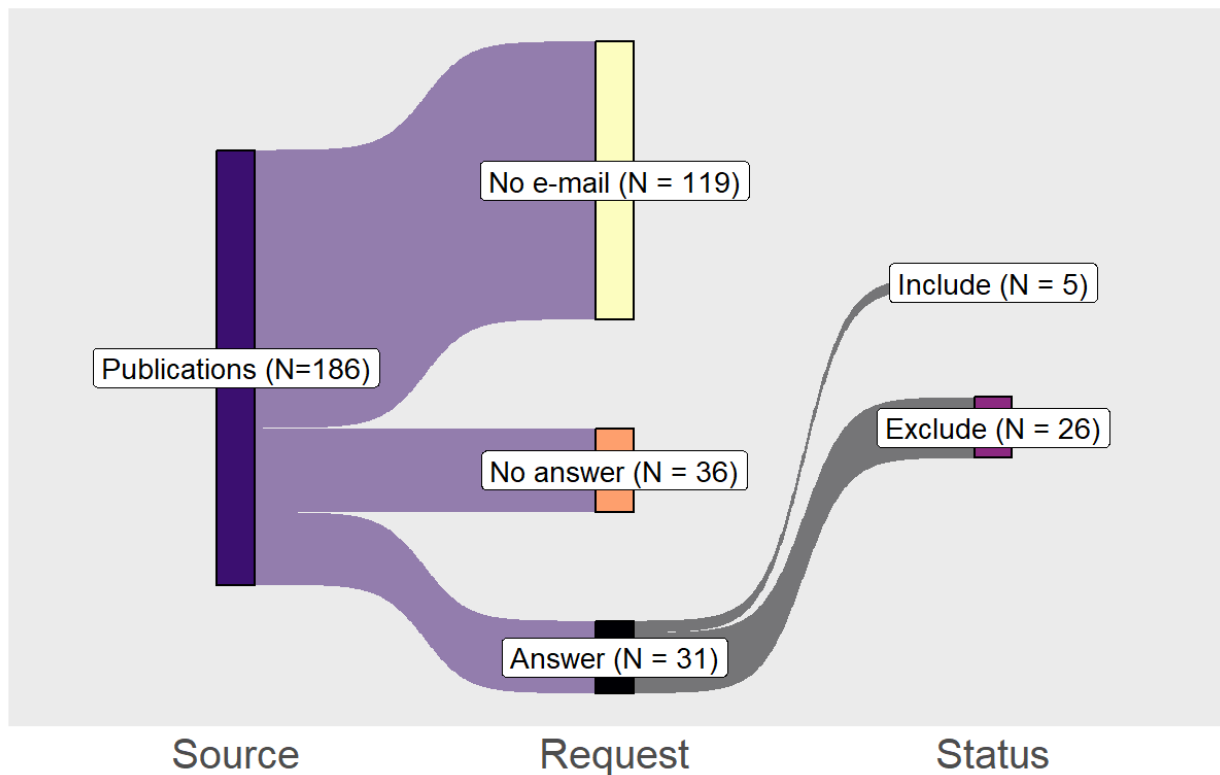 No e-mail (N = 119)
Include (N = 5)
Publications (N=186)
Exclude (N = 26)
No answer (N = 36)
Answer (N = 31)
Source
Request
Status